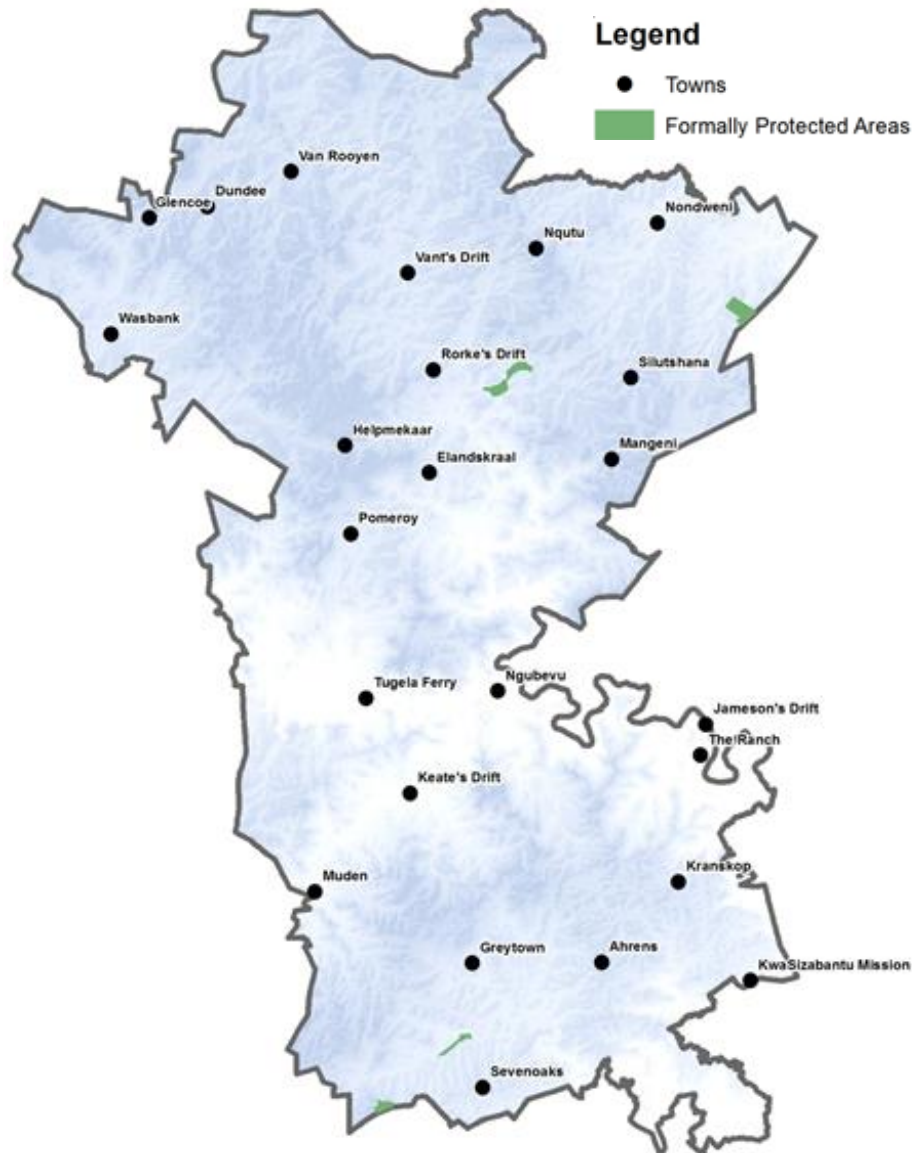 Legend
Towns
Formally Protected Areas
Van Rooyen
Dundee
Glencoe
Nondweni
Nqutu
Vant's Drift
Wasbank
Rorke's Drift
Silutshana
Helpmekaar
Elandskraal
Mangeni
Pomeroy
Tugela Ferry
Ngubevu
Jameson's Drift
The Ranch
Keate's Drift
Muden
Kranskop
Greytown
Ahrens
KwaSizabantu Mission
Sevenoaks